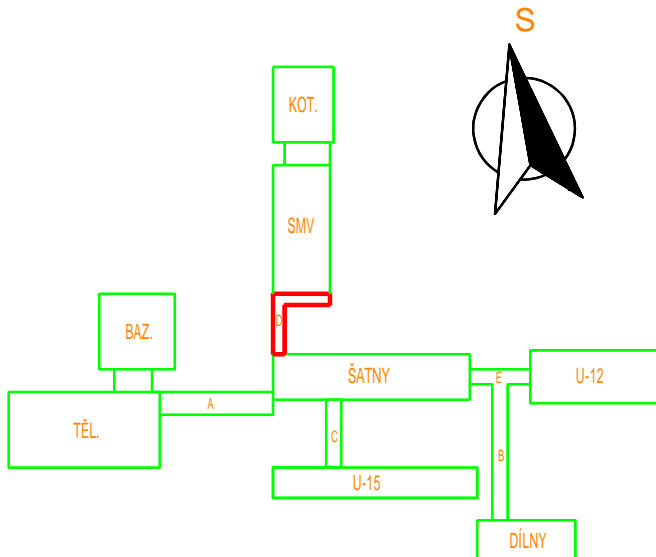 S
KOT.
SMV
BAZ.
D
ŠATNY
E
U-12
TĚL.
A
C
B
U-15
DÍLNY